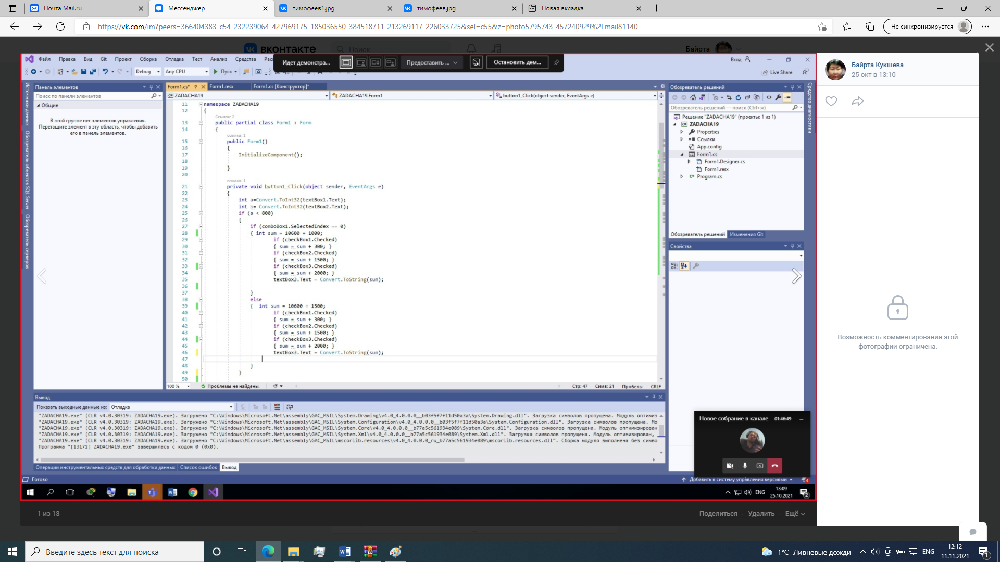 Почта Mail.ru
Мессенджер
тимофеев1.jpg
тимофеев.jpg
Новая вкладка
https://vk.com/im?peers=366404383_c54_232239064_427969175_185036550_384518711_213269117_226033725&sel=c55&z=photo5795743_457240929%2Fmail81140
Не синхронизируется
вконтакте
Поиск
Байрта
Файл Правка Вид Git Проект Сборка Отладка Тест Анализ Средства
Идет демонстра...
Предоставить ...
Остановить дем...
Вход
Debug
Any CPU
Пуск
Live Share
Источники данных
Обозреватель объектов SQL Server
Обозреватель серверов
Панель элементов
Поиск по панели элементов
Общие
В этой группе нет элементов управления.
Перетащите элемент в эту область, чтобы добавить
его в панель элементов.
Form1.cs*
Form1.resx
Form1.cs [Конструктор]*
ZADACHA19
ZADACHA19.Form1
button1_Click(object sender, EventArgs e)
11 namespace ZADACHA19
12 {
Ссылок: 2
13 public partial class Form1 : Form
14 {
ссылка: 1
15 public Form1()
16 {
17 InitializeComponent();
18
19 }
20
ссылка: 1
21 private void button1_Click(object sender, EventArgs e)
22 {
23 int a=Convert.ToInt32(textBox1.Text);
24 int b= Convert.ToInt32(textBox2.Text);
25 if (a < 800)
26 {
27 if (comboBox1.SelectedIndex == 0)
28 { int sum = 10600 + 1000;
29 if (checkBox1.Checked)
30 { sum = sum + 300; }
31 if (checkBox2.Checked)
32 { sum = sum + 1500; }
33 if (checkBox3.Checked)
34 { sum = sum + 2000; }
35 textBox3.Text = Convert.ToString(sum);
36
37 }
38 else
39 { int sum = 10600 + 1500;
40 if (checkBox1.Checked)
41 { sum = sum + 300; }
42 if (checkBox2.Checked)
43 { sum = sum + 1500; }
44 if (checkBox3.Checked)
45 { sum = sum + 2000; }
46 textBox3.Text = Convert.ToString(sum);
47
48 }
49 }
50
100 %
Проблемы не найдены.
Стр: 47 Симв: 21 Пробелы CRLF
Обозреватель решений
Обозреватель решений — поиск (Ctrl+ж)
Решение "ZADACHA19" (проекты: 1 из 1)
ZADACHA19
Properties
Ссылки
App.config
Form1.cs
Form1.Designer.cs
Form1.resx
Program.cs
Обозреватель решений
Изменения Git
Свойства
Средства диагностики
Вывод
Показать выходные данные из: Отладка
"ZADACHA19.exe" (CLR v4.0.30319: ZADACHA19.exe). Загружено "C:\Windows\Microsoft.Net\assembly\GAC_MSIL\System.Drawing\v4.0_4.0.0.0__b03f5f7f11d50a3a\System.Drawing.dll". Загрузка символов пропущена. Модуль оптимиз
"ZADACHA19.exe" (CLR v4.0.30319: ZADACHA19.exe). Загружено "C:\Windows\Microsoft.Net\assembly\GAC_MSIL\System.Configuration\v4.0_4.0.0.0__b03f5f7f11d50a3a\System.Configuration.dll". Загрузка символов пропущена. Мо
"ZADACHA19.exe" (CLR v4.0.30319: ZADACHA19.exe). Загружено "C:\Windows\Microsoft.Net\assembly\GAC_MSIL\System.Core\v4.0_4.0.0.0__b77a5c561934e089\System.Core.dll". Загрузка символов пропущена. Модуль оптимирован
"ZADACHA19.exe" (CLR v4.0.30319: ZADACHA19.exe). Загружено "C:\Windows\Microsoft.Net\assembly\GAC_MSIL\System.Xml\v4.0_4.0.0.0__b77a5c561934e089\System.Xml.dll". Загрузка символов пропущена. Модуль оптимизирован,
"ZADACHA19.exe" (CLR v4.0.30319: ZADACHA19.exe). Загружено "C:\Windows\Microsoft.Net\assembly\GAC_MSIL\mscorlib.resources\v4.0_4.0.0.0_ru_b77a5c561934e089\mscorlib.resources.dll". Сборка модуля выполнена без симво
Программа "[13172] ZADACHA19.exe" завершилась с кодом 0 (0x0).
Операции инструментальных средств для обработки данных
Список ошибок
Вывод
Готово
Добавить в систему управления версиями
4
Новое собрание в канале 01:46:49
ENG
13:09
25.10.2021
2
1 из 13
Поделиться
Удалить
Ещё
Байрта Кукшева
25 окт в 13:10
Возможность комментирования этой
фотографии ограничена.
Введите здесь текст для поиска
1°C Ливневые дожди
ENG
12:12
11.11.2021
1